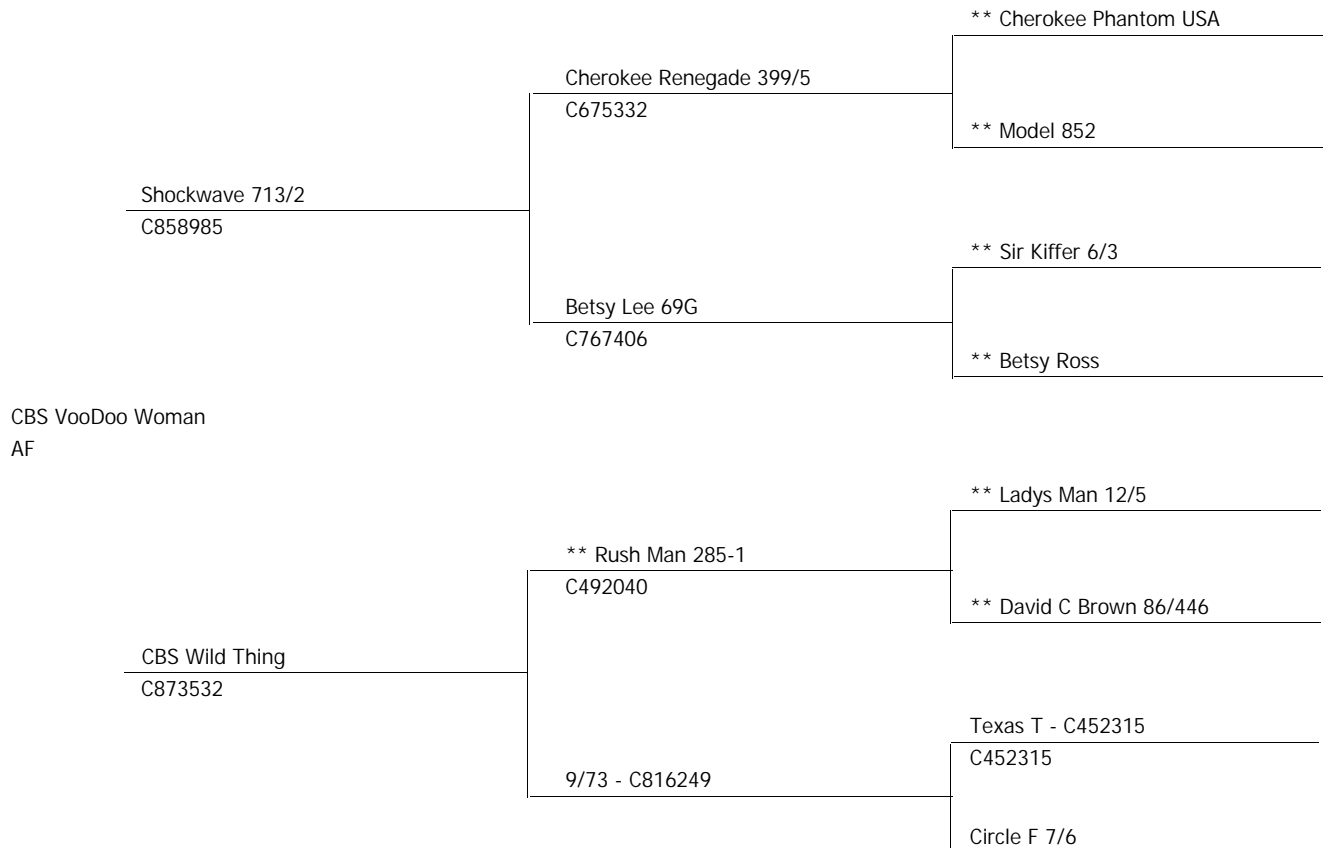 ** Cherokee Phantom USA
Cherokee Renegade 399/5
C675332
** Model 852
Shockwave 713/2
C858985
** Sir Kiffer 6/3
Betsy Lee 69G
C767406
** Betsy Ross
CBS VooDoo Woman
AF
** Ladys Man 12/5
** Rush Man 285-1
C492040
** David C Brown 86/446
CBS Wild Thing
C873532
Texas T - C452315
C452315
9/73 - C816249
Circle F 7/6